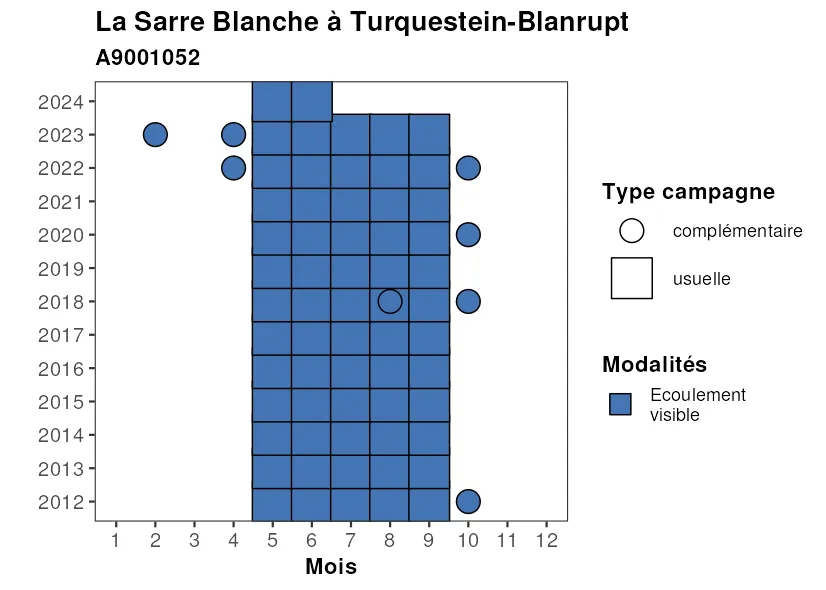 La Sarre Blanche à Turquestein-Blanrupt
A9001052
2024
2023
2022
2021
2020
2019
2018
2017
2016
2015
2014
2013
2012
1 2 3 4 5 6 7 8 9 10 11 12
Mois
Type campagne
complémentaire
usuelle
Modalités
Ecoulement
visible